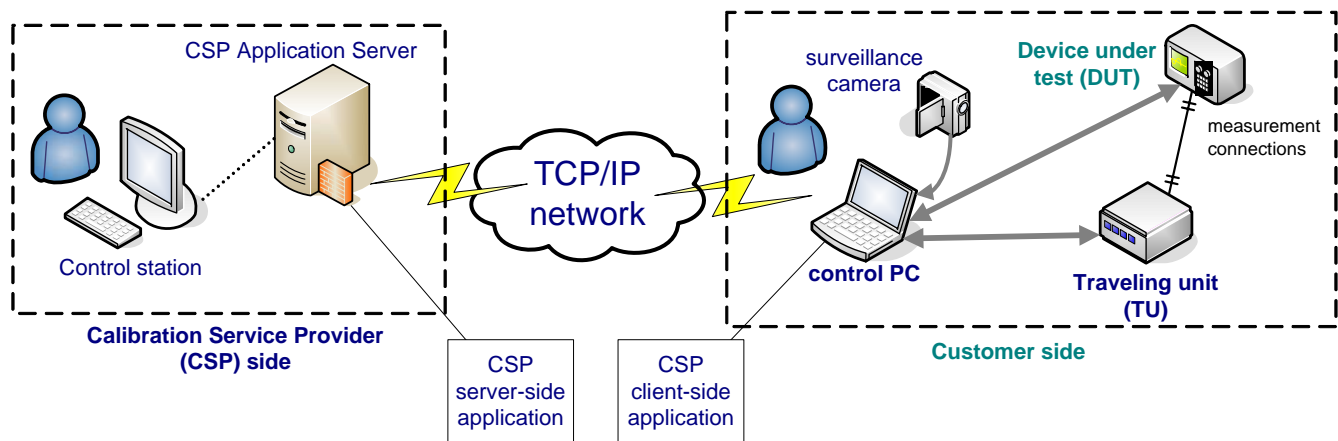 CSP Application Server
Control station
Calibration Service Provider
(CSP) side
TCP/IP
network
surveillance
camera
Device under
test (DUT)
measurement
connections
control PC
Traveling unit
(TU)
Customer side
CSP
server-side
application
CSP
client-side
application